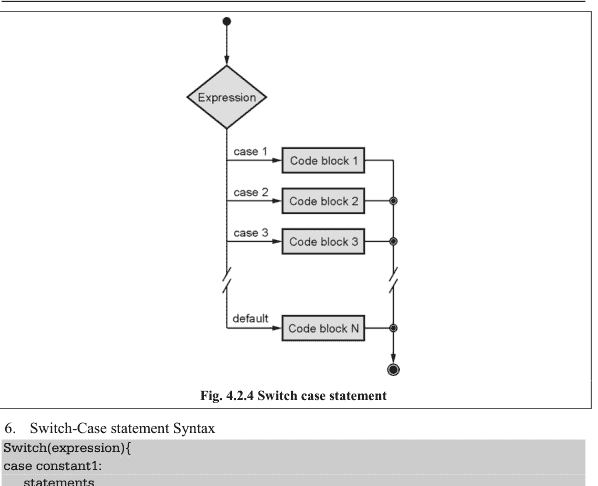 Expression
case 1
Code block 1
case 2
Code block 2
case 3
Code block 3
default
Code block N
Fig. 4.2.4 Switch case statement
6. Switch-Case statement Syntax
Switch(expression){
case constant1:
statements